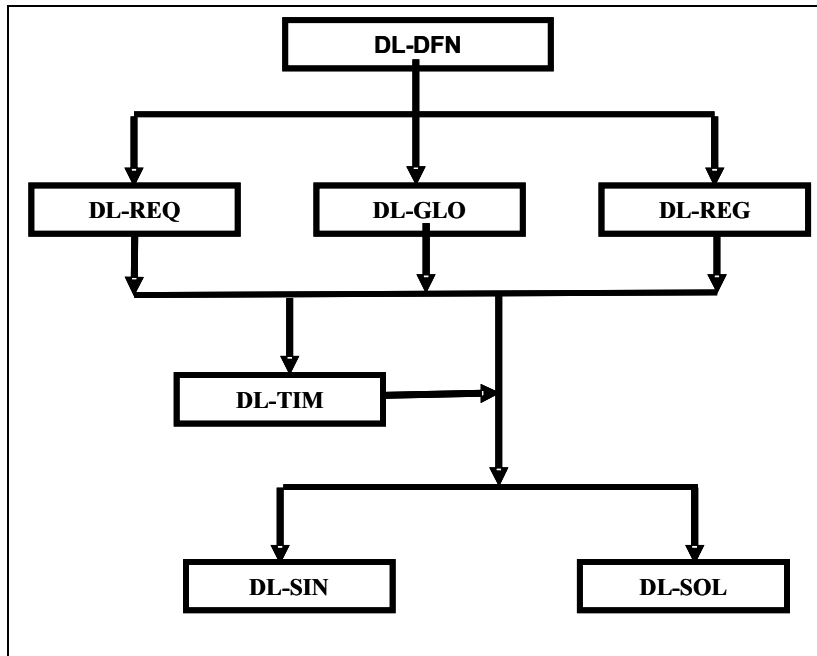 DL-DFN
DL-REQ
DL-GLO
DL-REG
DL-TIM
DL-SIN
DL-SOL